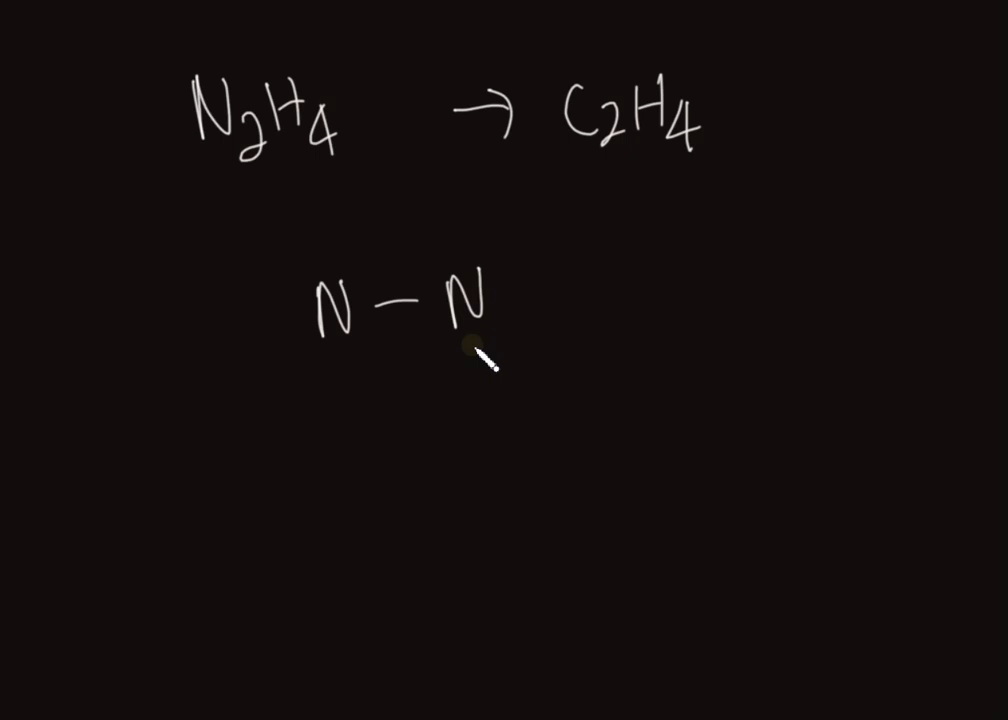 N₂H₄ → C₂H₄
N - N